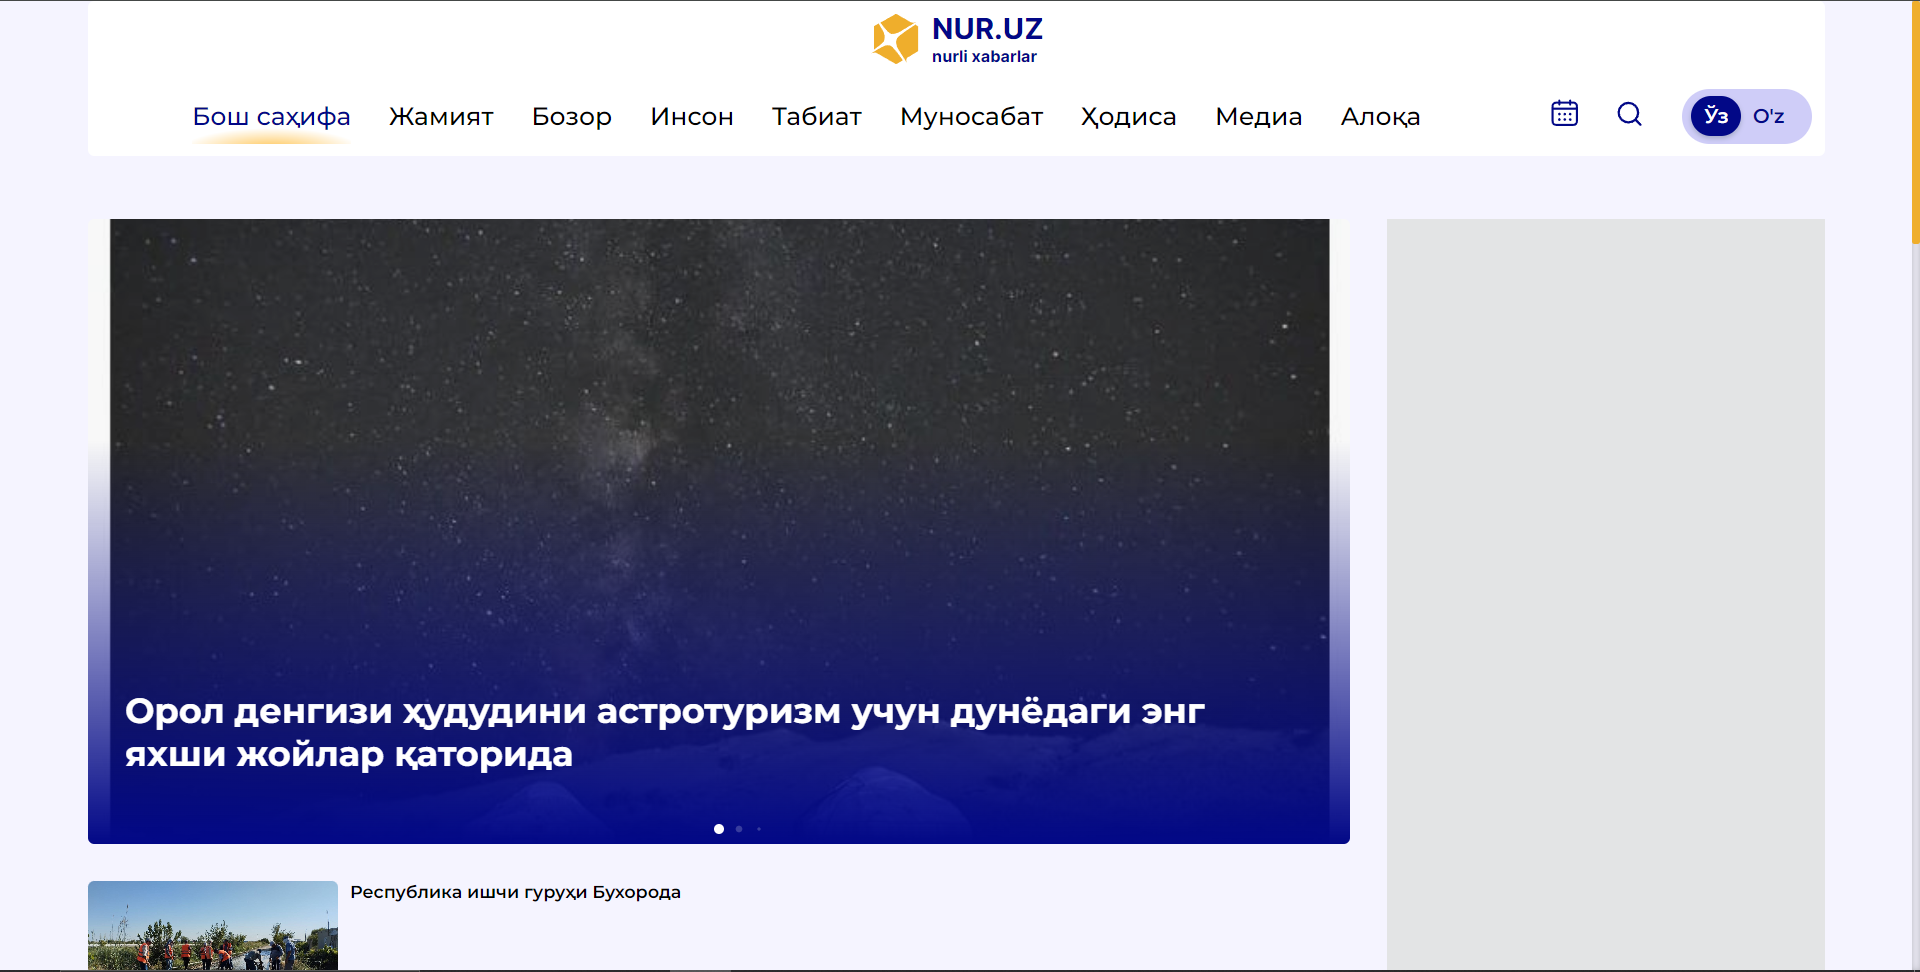 NUR.UZ
nurli xabarlar
Бош саҳифа Жамият Бозор Инсон Табиат Муносабат Ҳодиса Медиа Алоқа Ўз O'z
Орол денгизи ҳудудини астротуризм учун дунёдаги энг
яхши жойлар қаторида
Республика ишчи гуруҳи Бухорода